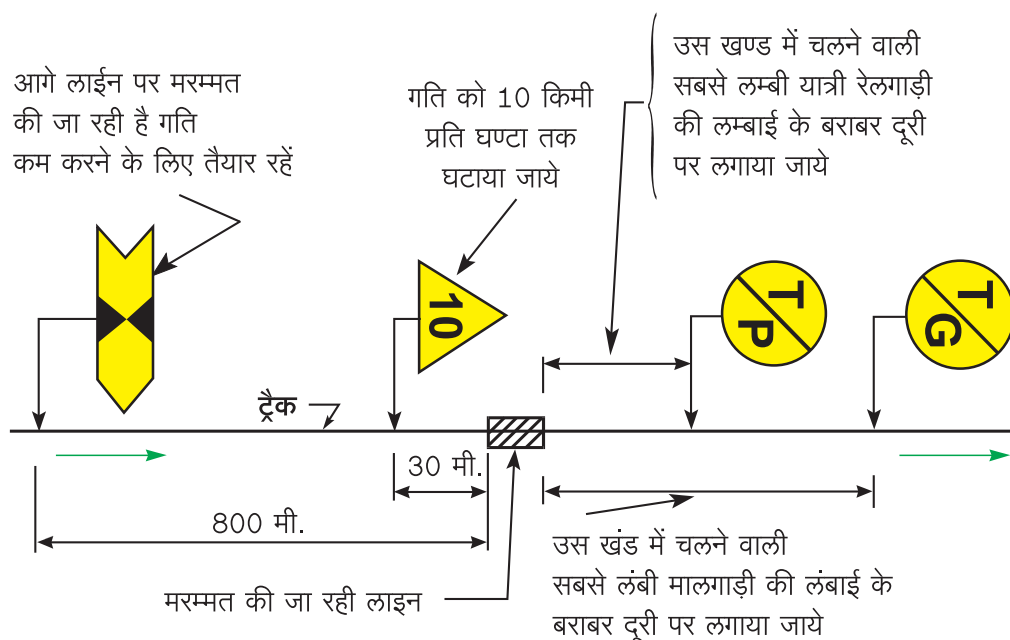 आगे लाईन पर मरम्मत
की जा रही है गति
कम करने के लिए तैयार रहें
गति को 10 किमी
प्रति घण्टा तक
घटाया जाये
उस खण्ड में चलने वाली
सबसे लम्बी यात्री रेलगाड़ी
की लम्बाई के बराबर दूरी
पर लगाया जाये
10
T/P
T/G
ट्रैक
30 मी.
800 मी.
मरम्मत की जा रही लाइन
उस खंड में चलने वाली
सबसे लंबी मालगाड़ी की लंबाई के
बराबर दूरी पर लगाया जाये